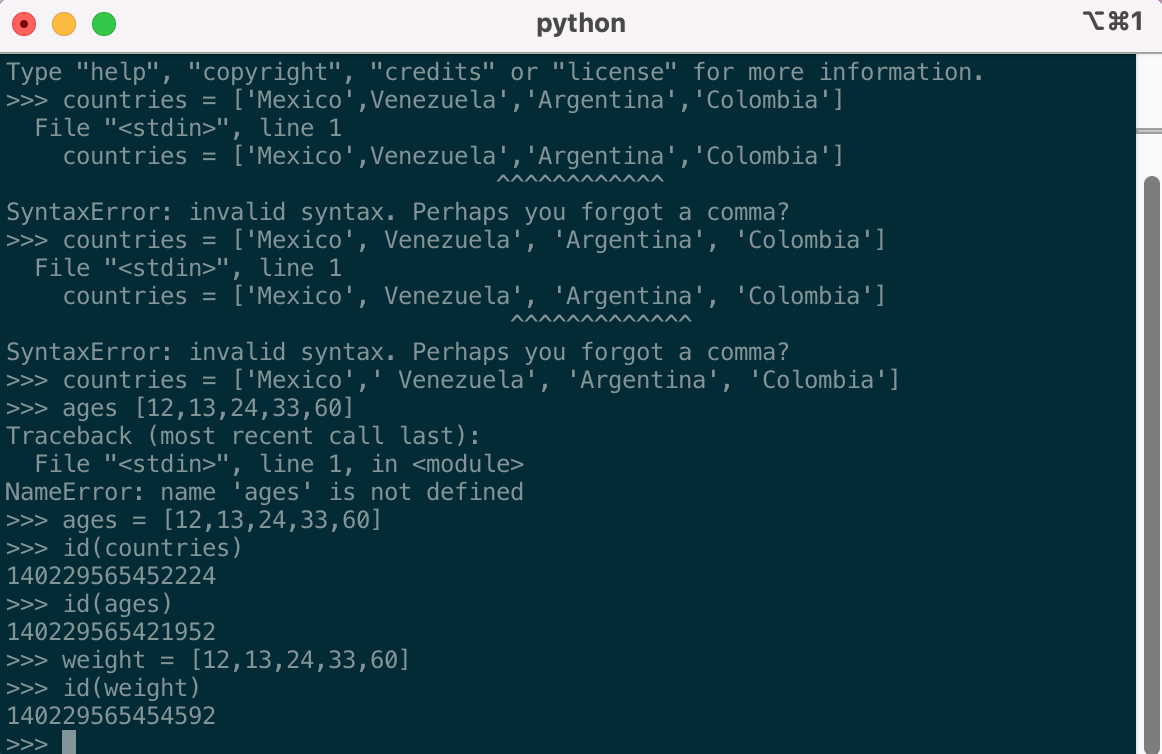 python
⌥⌘1
Type "help", "copyright", "credits" or "license" for more information.
>>> countries = ['Mexico',Venezuela','Argentina','Colombia']
  File "<stdin>", line 1
    countries = ['Mexico',Venezuela','Argentina','Colombia']
                                   ^^^^^^^^^^^^
SyntaxError: invalid syntax. Perhaps you forgot a comma?
>>> countries = ['Mexico', Venezuela', 'Argentina', 'Colombia']
  File "<stdin>", line 1
    countries = ['Mexico', Venezuela', 'Argentina', 'Colombia']
                                    ^^^^^^^^^^^^^
SyntaxError: invalid syntax. Perhaps you forgot a comma?
>>> countries = ['Mexico',' Venezuela', 'Argentina', 'Colombia']
>>> ages [12,13,24,33,60]
Traceback (most recent call last):
  File "<stdin>", line 1, in <module>
NameError: name 'ages' is not defined
>>> ages = [12,13,24,33,60]
>>> id(countries)
140229565452224
>>> id(ages)
140229565421952
>>> weight = [12,13,24,33,60]
>>> id(weight)
140229565454592
>>>